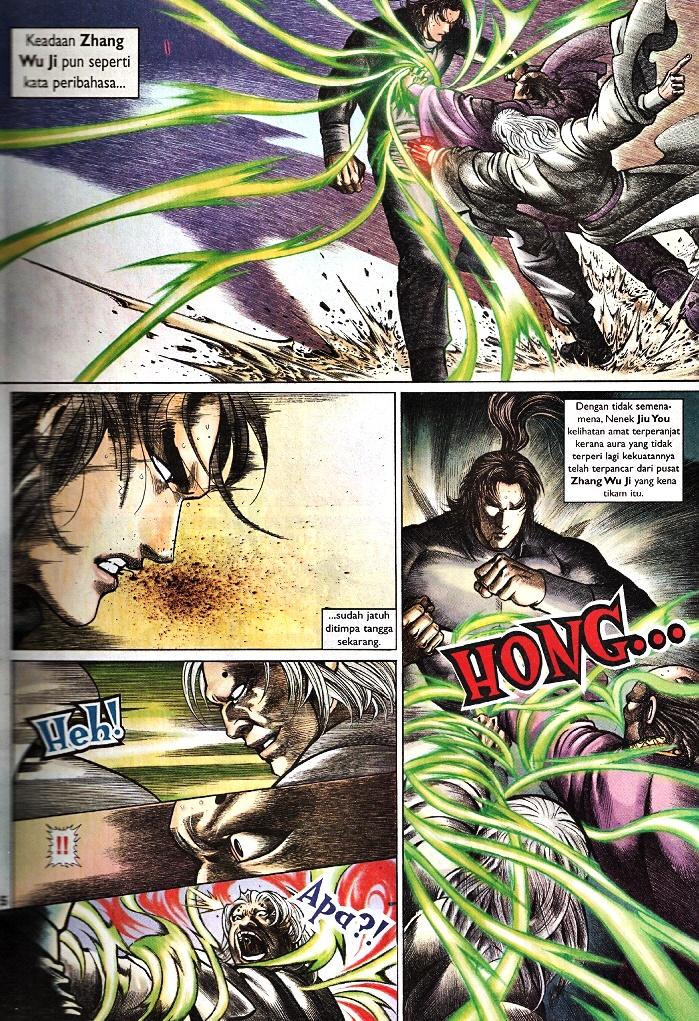 Keadaan Zhang
Wu Ji pun seperti
kata peribahasa...
...sudah jatuh
ditimpa tangga
sekarang.
Heh!
!!
Apa?!
Dengan tidak semena-
mena, Nenek Jiu You
kelihatan amat terperanjat
kerana aura yang tidak
terperi lagi kekuatannya
telah terpancar dari pusat
Zhang Wu Ji yang kena
tikam itu.
HONG...